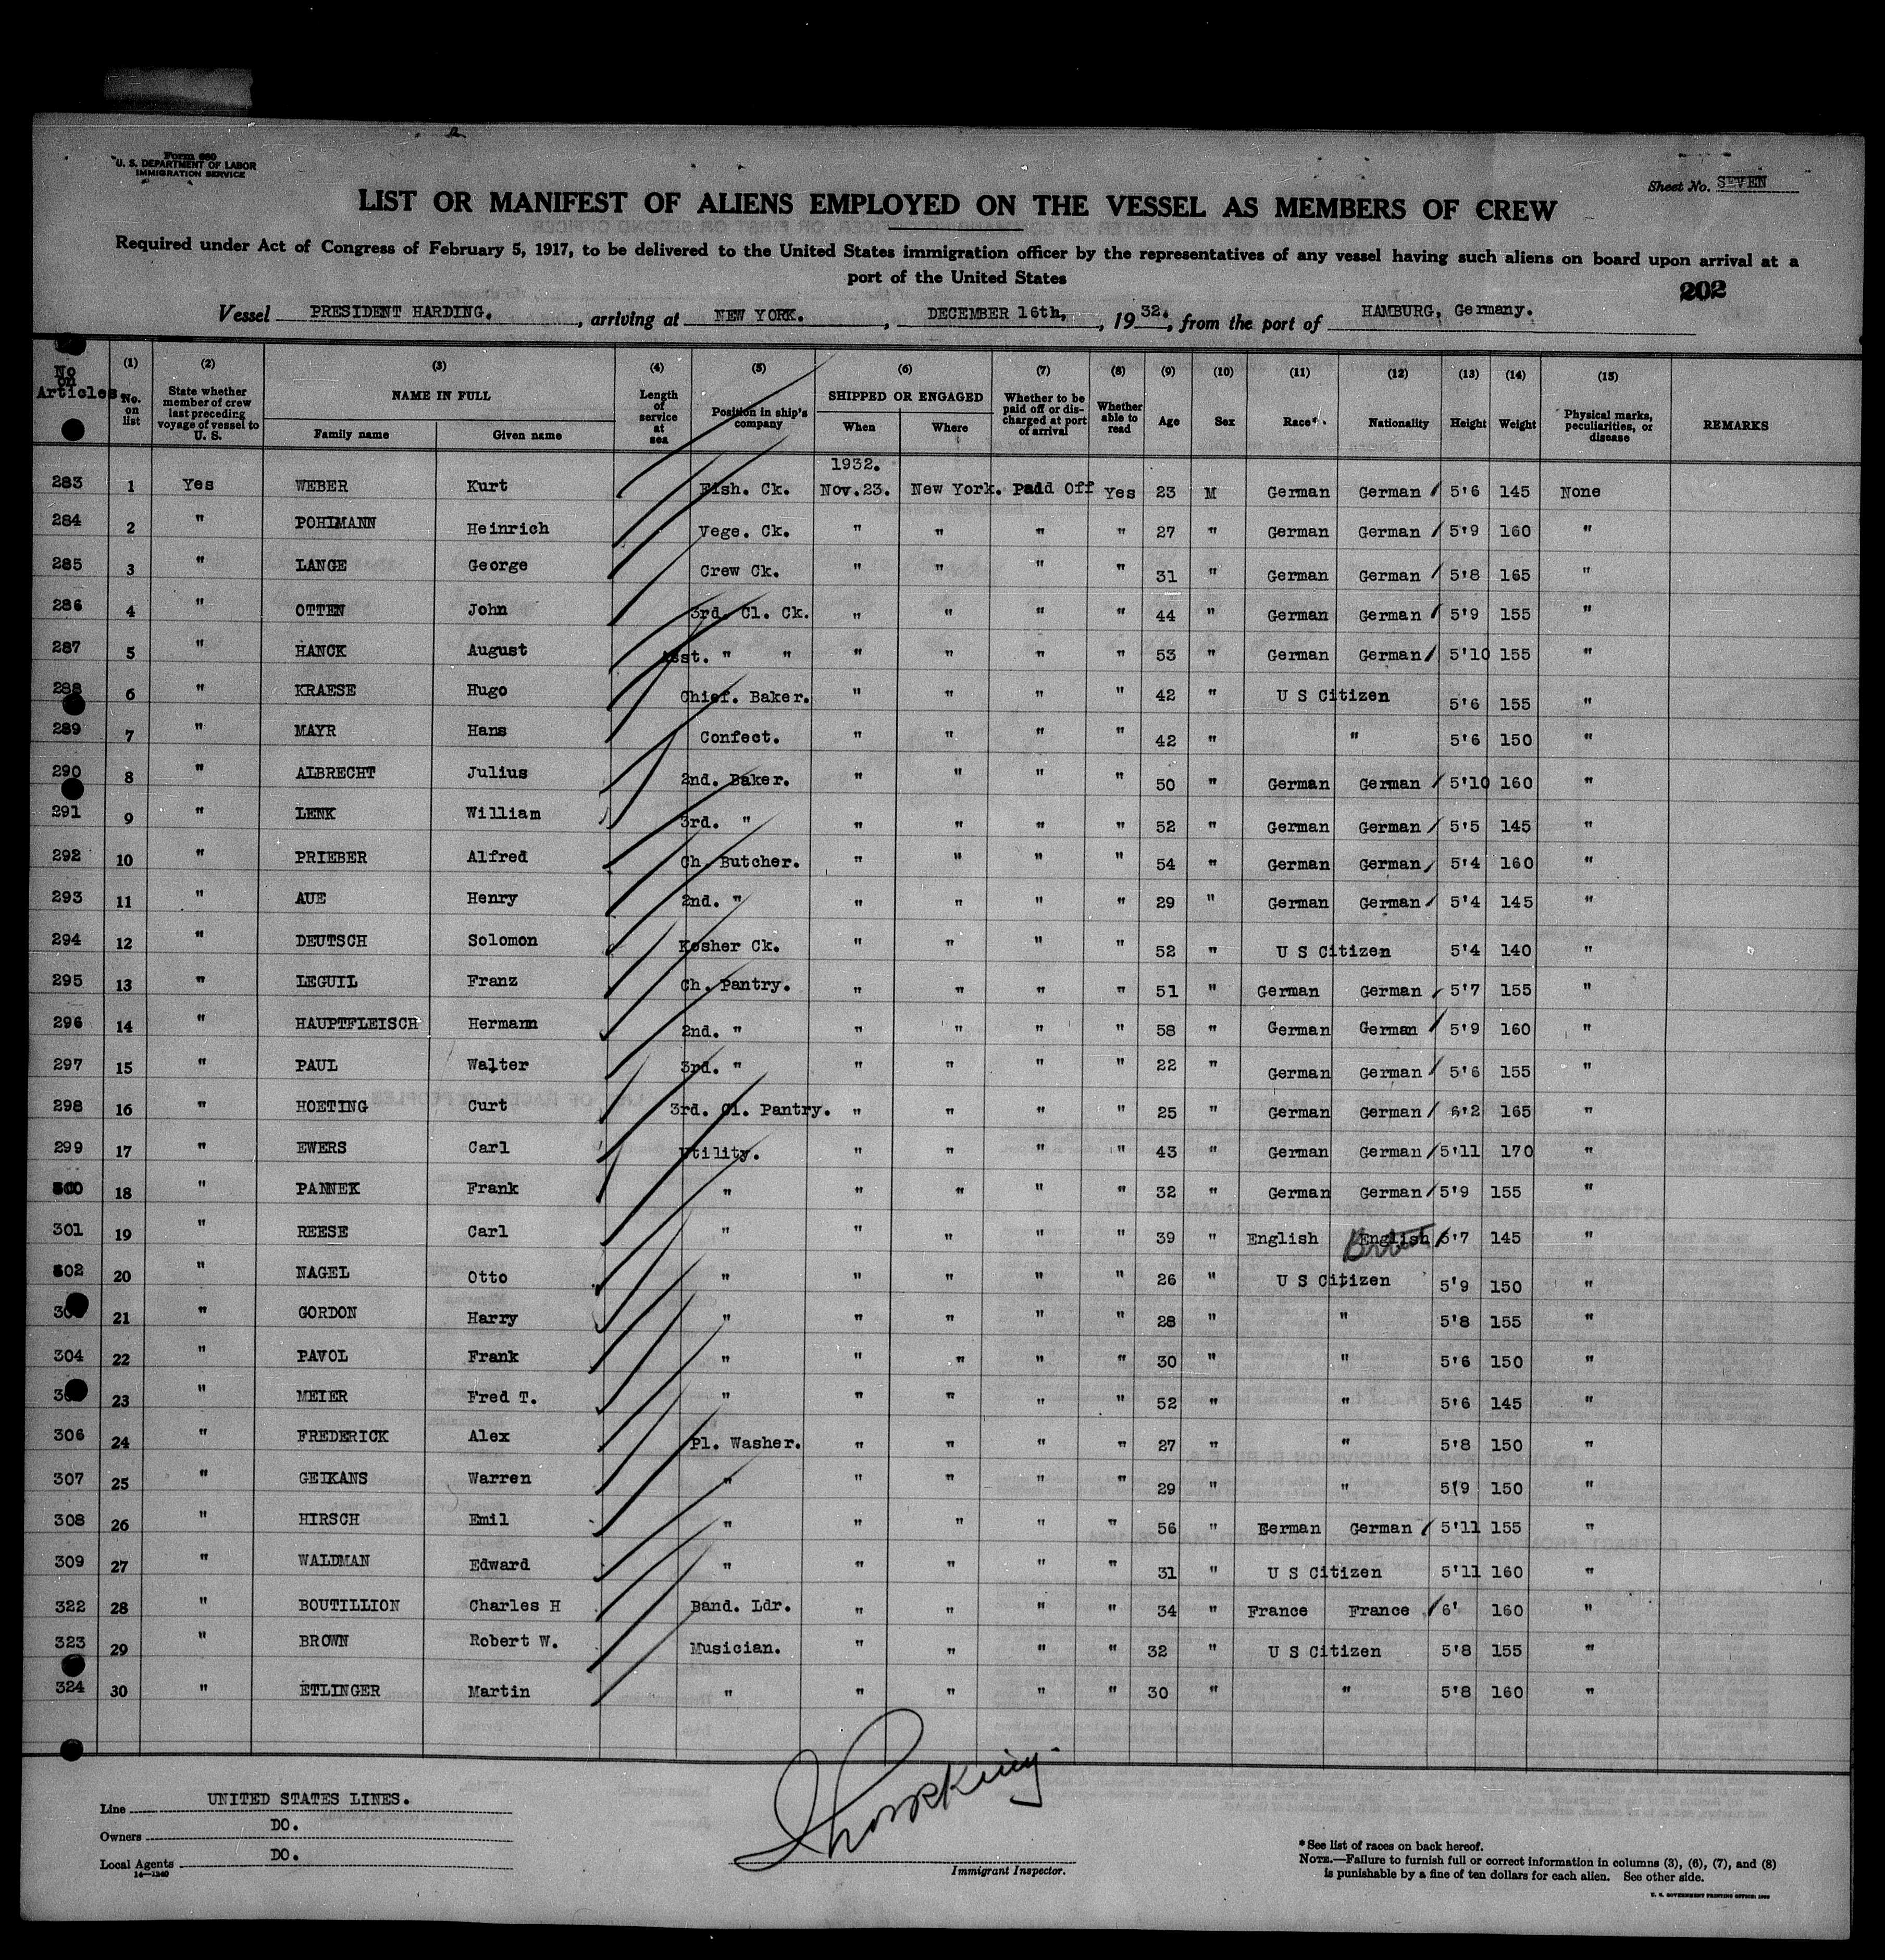 Form 680
U. S. DEPARTMENT OF LABOR
IMMIGRATION SERVICE
Sheet No. SEVEN
LIST OR MANIFEST OF ALIENS EMPLOYED ON THE VESSEL AS MEMBERS OF CREW
Required under Act of Congress of February 5, 1917, to be delivered to the United States immigration officer by the representatives of any vessel having such aliens on board upon arrival at a
port of the United States
202
Vessel PRESIDENT HARDING. , arriving at NEW YORK. , DECEMBER 16th, , 19 32. , from the port of HAMBURG, Germany.
No on Articles (1) No. on list (2) State whether member of crew last preceding voyage of vessel to U. S. (3) NAME IN FULL Family name Given name (4) Length of service at sea (5) Position in ship's company (6) SHIPPED OR ENGAGED When Where (7) Whether to be paid off or discharged at port of arrival (8) Whether able to read (9) Age (10) Sex (11) Race* (12) Nationality (13) Height (14) Weight (15) Physical marks, peculiarities, or disease REMARKS
1932.
283 1 Yes WEBER Kurt Fish. Ck. Nov.23. New York. Paid Off Yes 23 M German German 5'6 145 None
284 2 " POHLMANN Heinrich Vege. Ck. " " " " 27 " German German 5'9 160 "
285 3 " LANGE George Crew Ck. " " " " 31 " German German 5'8 165 "
286 4 " OTTEN John 3rd. Cl. Ck. " " " " 44 " German German 5'9 155 "
287 5 " HANCK August Asst. " " " " " " 53 " German German 5'10 155 "
288 6 " KRAESE Hugo Chief. Baker. " " " " 42 " U S Citizen 5'6 155 "
289 7 " MAYR Hans Confect. " " " " 42 " " 5'6 150 "
290 8 " ALBRECHT Julius 2nd. Baker. " " " " 50 " German German 5'10 160 "
291 9 " LENK William 3rd. " " " " " 52 " German German 5'5 145 "
292 10 " PRIEBER Alfred Ch. Butcher. " " " " 54 " German German 5'4 160 "
293 11 " AUE Henry 2nd. " " " " " 29 " German German 5'4 145 "
294 12 " DEUTSCH Solomon Kosher Ck. " " " " 52 " U S Citizen 5'4 140 "
295 13 " LEGUIL Franz Ch. Pantry. " " " " 51 " German German 5'7 155 "
296 14 " HAUPTFLEISCH Hermann 2nd. " " " " " 58 " German German 5'9 160 "
297 15 " PAUL Walter 3rd. " " " " " 22 " German German 5'6 155 "
298 16 " HOETING Curt 3rd. Cl. Pantry. " " " " 25 " German German 6'2 165 "
299 17 " EWERS Carl Utility. " " " " 43 " German German 5'11 170 "
300 18 " PANNEK Frank " " " " " 32 " German German 5'9 155 "
301 19 " REESE Carl " " " " " 39 " English English British 5'7 145 "
302 20 " NAGEL Otto " " " " " 26 " U S Citizen 5'9 150 "
21 " GORDON Harry " " " " " 28 " " 5'8 155 "
304 22 " PAVOL Frank " " " " " 30 " " 5'6 150 "
23 " MEIER Fred T. " " " " " 52 " " 5'6 145 "
306 24 " FREDERICK Alex Pl. Washer. " " " " 27 " " 5'8 150 "
307 25 " GEIKANS Warren " " " " " 29 " " 5(9 150 "
308 26 " HIRSCH Emil " " " " " 56 " Eerman German 5'11 155 "
309 27 " WALDMAN Edward " " " " " 31 " U S Citizen 5'11 160 "
322 28 " BOUTILLION Charles H Band. Ldr. " " " " 34 " France France 6' 160 "
323 29 " BROWN Robert W. Musician. " " " " 32 " U S Citizen 5'8 155 "
324 30 " ETLINGER Martin " " " " " 30 " " 5'8 160 "
Line UNITED STATES LINES.
Owners DO.
Local Agents DO.
14-1240
Immigrant Inspector.
*See list of races on back hereof.
NOTE.—Failure to furnish full or correct information in columns (3), (6), (7), and (8)
is punishable by a fine of ten dollars for each alien. See other side.